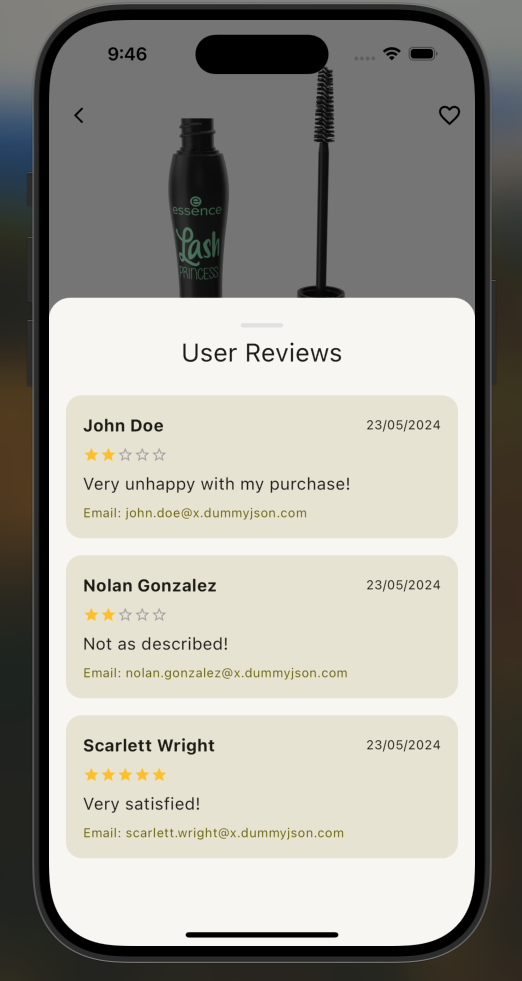 9:46
essence
Lash
PRINCESS
User Reviews
John Doe 23/05/2024
Very unhappy with my purchase!
Email: john.doe@x.dummyjson.com
Nolan Gonzalez 23/05/2024
Not as described!
Email: nolan.gonzalez@x.dummyjson.com
Scarlett Wright 23/05/2024
Very satisfied!
Email: scarlett.wright@x.dummyjson.com